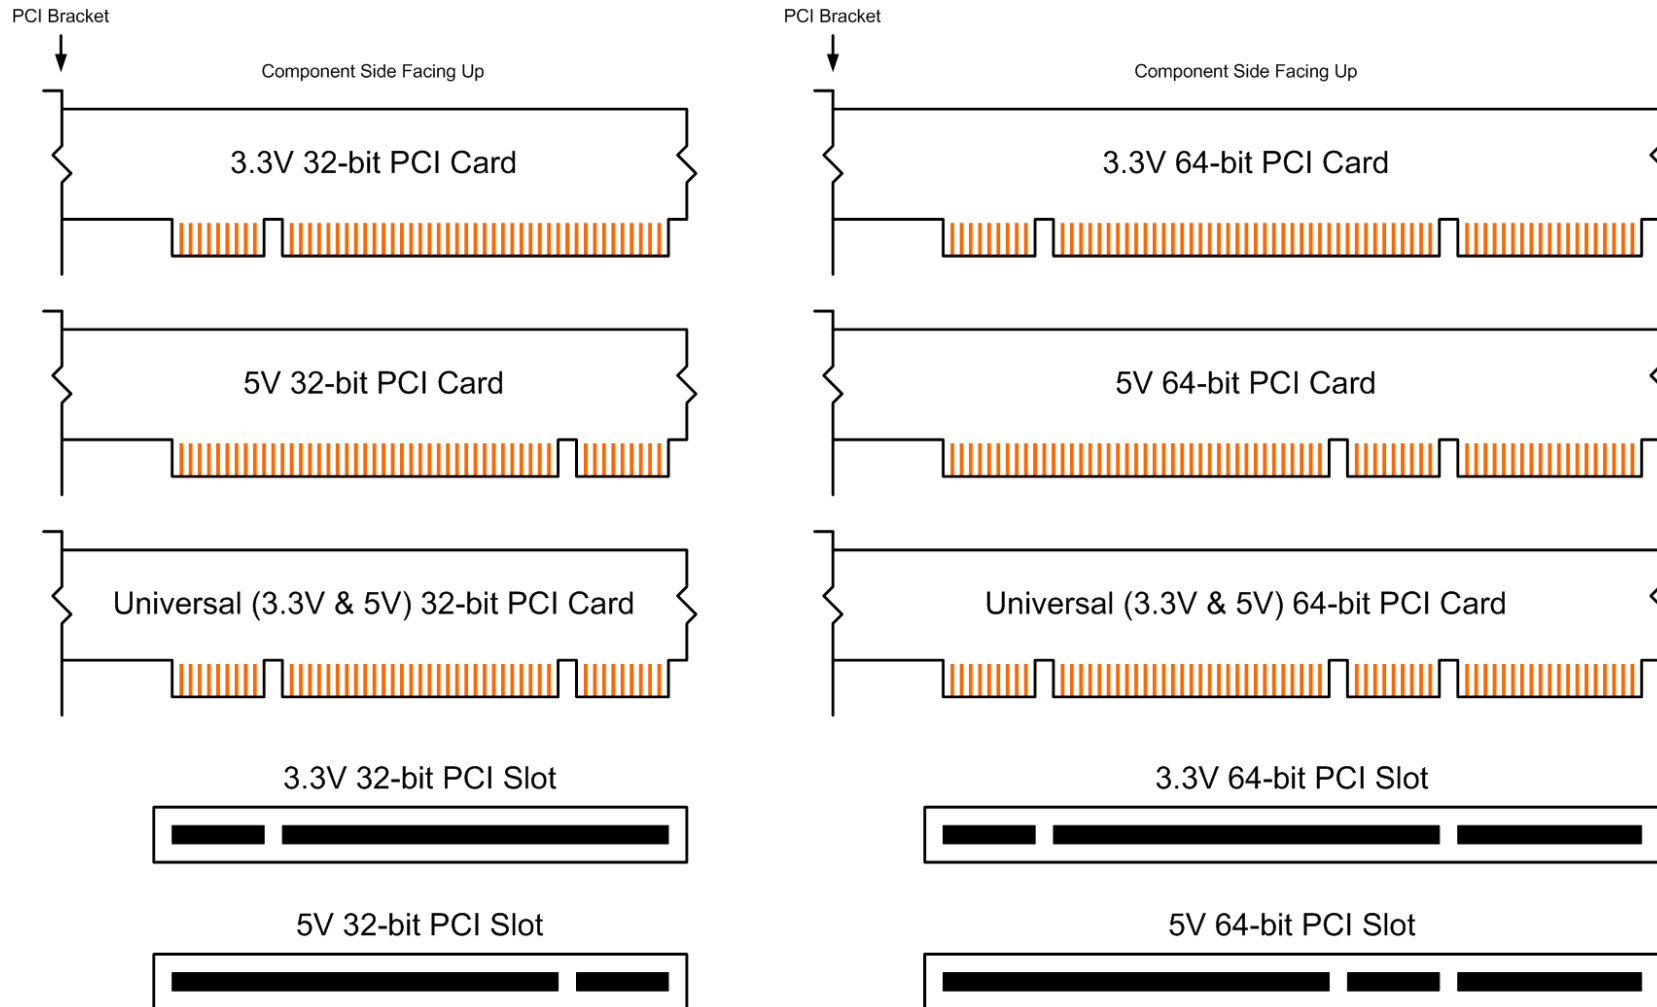 PCI Bracket
PCI Bracket
Component Side Facing Up
Component Side Facing Up
3.3V 32-bit PCI Card
3.3V 64-bit PCI Card
5V 32-bit PCI Card
5V 64-bit PCI Card
Universal (3.3V & 5V) 32-bit PCI Card
Universal (3.3V & 5V) 64-bit PCI Card
3.3V 32-bit PCI Slot
3.3V 64-bit PCI Slot
5V 32-bit PCI Slot
5V 64-bit PCI Slot